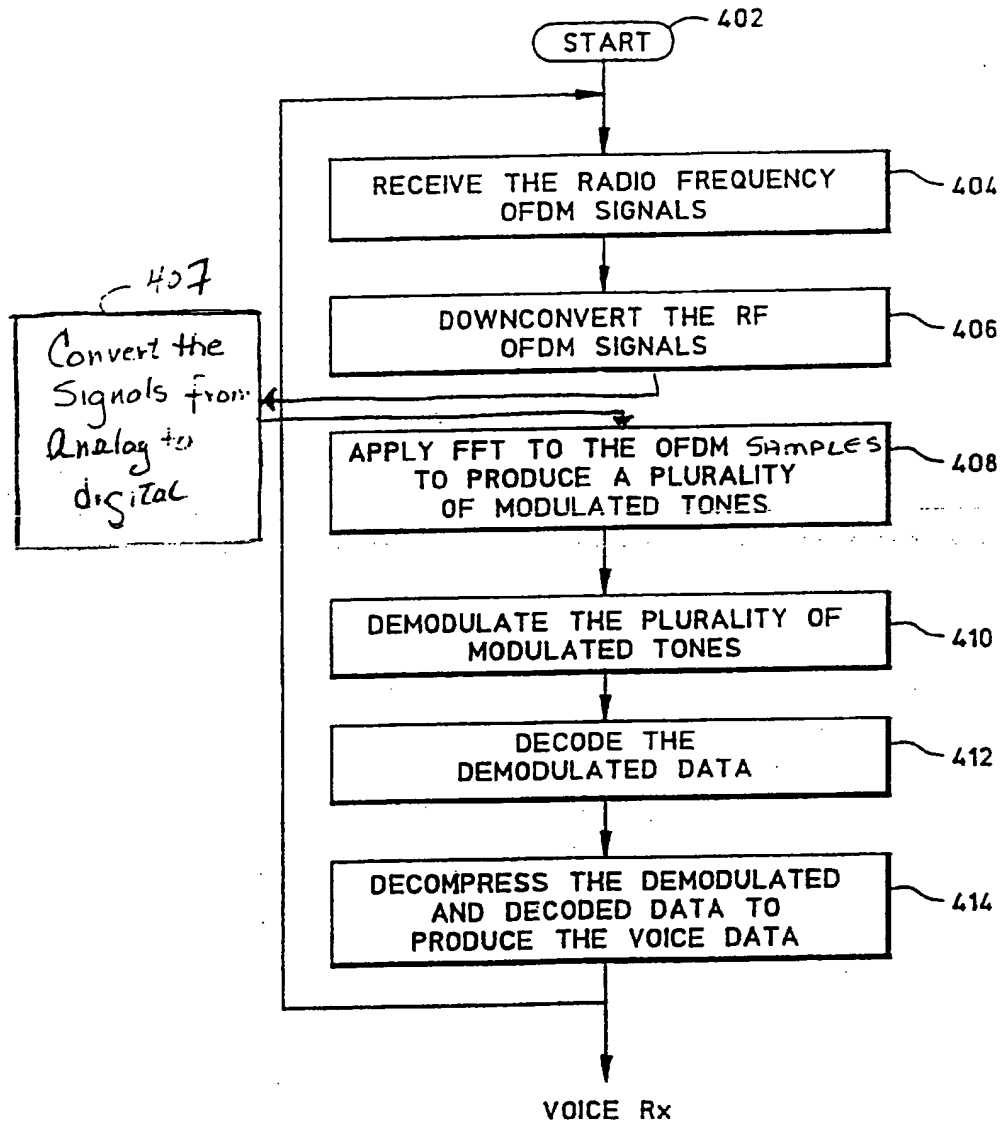 START
402
RECEIVE THE RADIO FREQUENCY
OFDM SIGNALS
404
DOWNCONVERT THE RF
OFDM SIGNALS
406
407
Convert the
Signals from
Analog to
digital
APPLY FFT TO THE OFDM SAMPLES
TO PRODUCE A PLURALITY
OF MODULATED TONES
408
DEMODULATE THE PLURALITY OF
MODULATED TONES
410
DECODE THE
DEMODULATED DATA
412
DECOMPRESS THE DEMODULATED
AND DECODED DATA TO
PRODUCE THE VOICE DATA
414
VOICE Rx